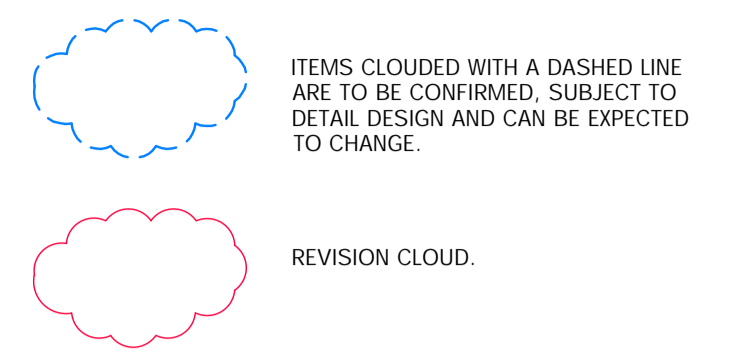 ITEMS CLOUDED WITH A DASHED LINE
ARE TO BE CONFIRMED, SUBJECT TO
DETAIL DESIGN AND CAN BE EXPECTED
TO CHANGE.
REVISION CLOUD.